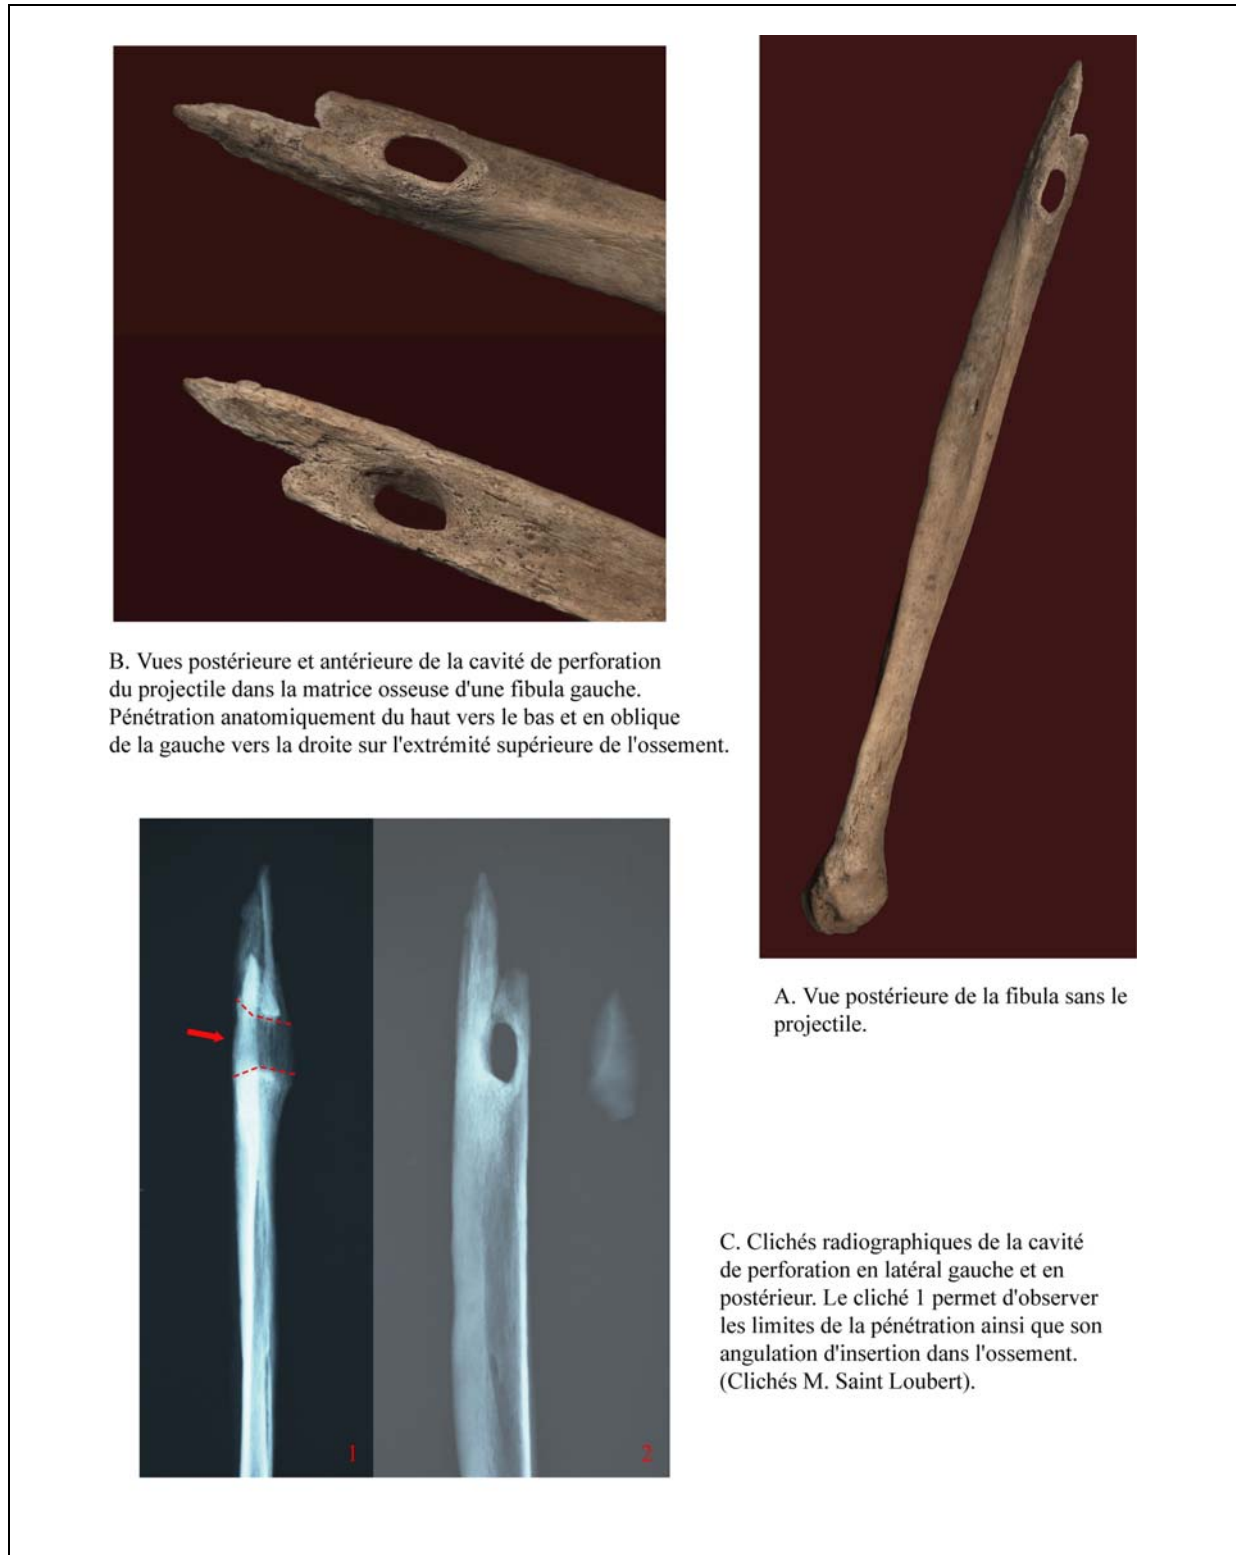 B. Vues postérieure et antérieure de la cavité de perforation
du projectile dans la matrice osseuse d'une fibula gauche.
Pénétration anatomiquement du haut vers le bas et en oblique
de la gauche vers la droite sur l'extrémité supérieure de l'ossement.
A. Vue postérieure de la fibula sans le
projectile.
1
2
C. Clichés radiographiques de la cavité
de perforation en latéral gauche et en
postérieur. Le cliché 1 permet d'observer
les limites de la pénétration ainsi que son
angulation d'insertion dans l'ossement.
(Clichés M. Saint Loubert).